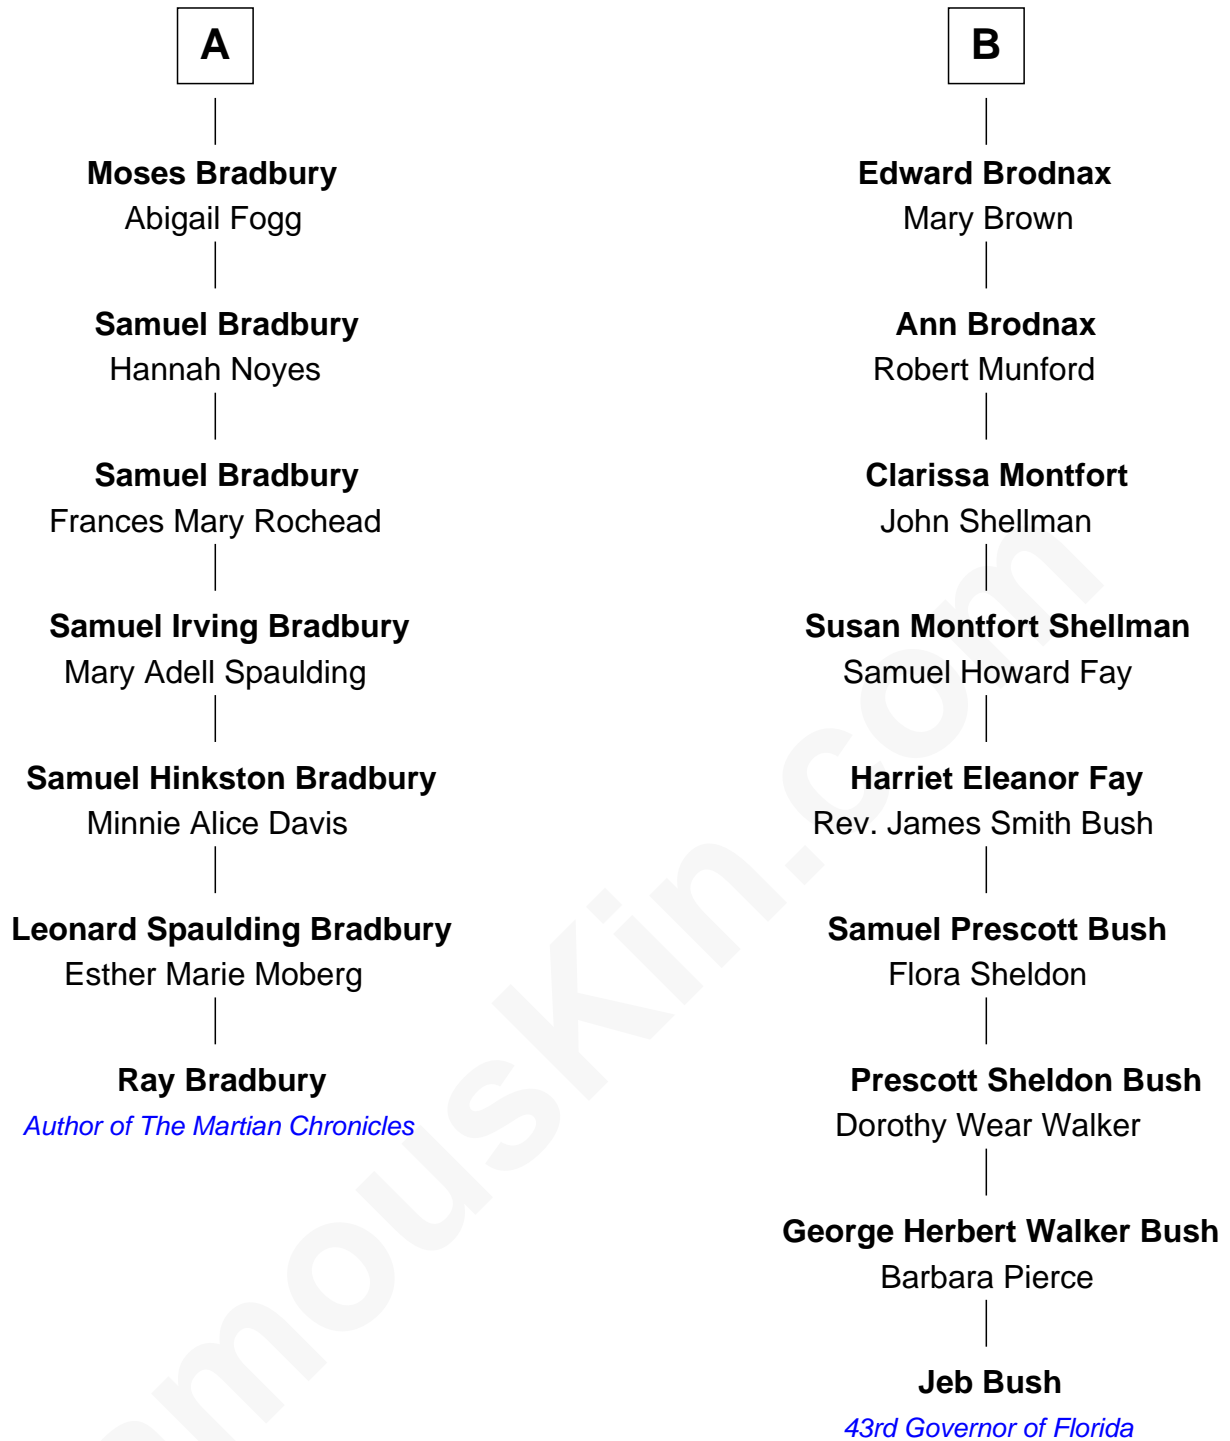 A
Moses Bradbury
Abigail Fogg
Samuel Bradbury
Hannah Noyes
Samuel Bradbury
Frances Mary Rochead
Samuel Irving Bradbury
Mary Adell Spaulding
Samuel Hinkston Bradbury
Minnie Alice Davis
Leonard Spaulding Bradbury
Esther Marie Moberg
Ray Bradbury
Author of The Martian Chronicles
B
Edward Brodnax
Mary Brown
Ann Brodnax
Robert Munford
Clarissa Montfort
John Shellman
Susan Montfort Shellman
Samuel Howard Fay
Harriet Eleanor Fay
Rev. James Smith Bush
Samuel Prescott Bush
Flora Sheldon
Prescott Sheldon Bush
Dorothy Wear Walker
George Herbert Walker Bush
Barbara Pierce
Jeb Bush
43rd Governor of Florida
amousKin.com